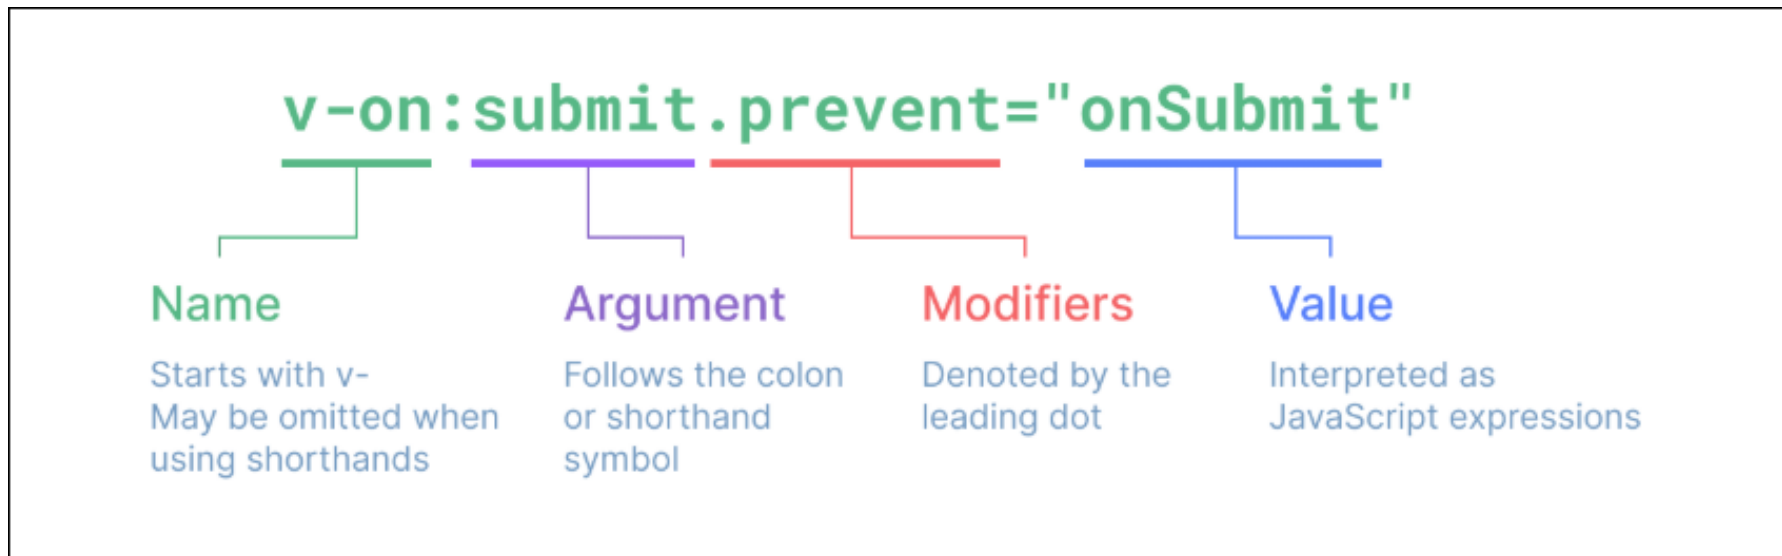 v-on:submit.prevent="onSubmit"
Name
Starts with v-
May be omitted when
using shorthands
Argument
Follows the colon
or shorthand
symbol
Modifiers
Denoted by the
leading dot
Value
Interpreted as
JavaScript expressions